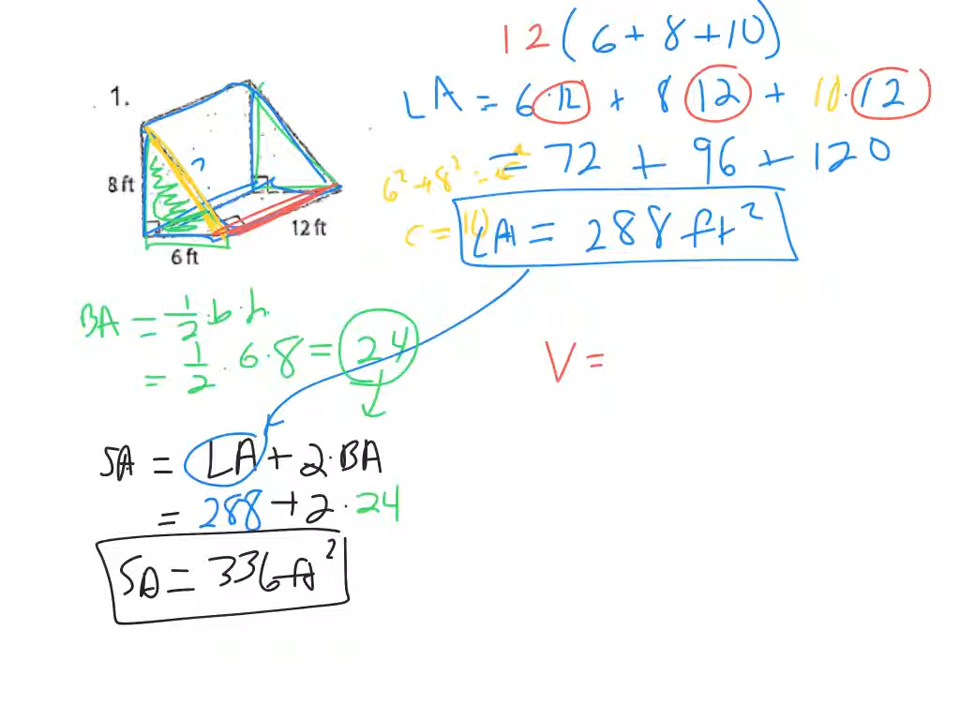 12(6+8+10)
1.
LA = 6·12 + 8 12 + 10·12
= 72 + 96 + 120
8 ft
?
6² + 8² = c²
c = 10
12 ft
6 ft
LA = 288 ft²
BA = 1/2 b·h
= 1/2 · 6·8 = 24
V =
SA = LA + 2·BA
= 288 + 2·24
SA = 336 ft²